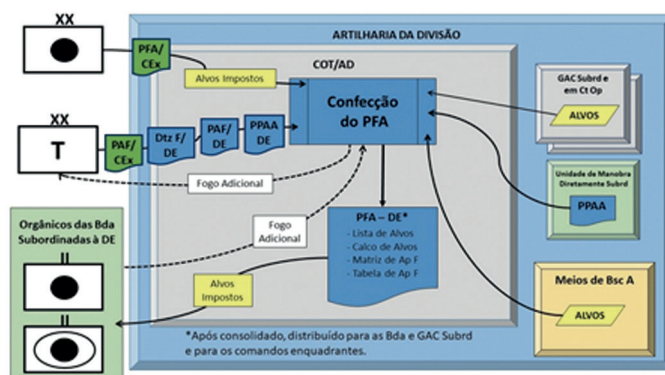 XX
ARTILHARIA DA DIVISÃO
PFA/
CEx
Alvos Impostos
COT/AD
Confecção
do PFA
GAC Subrd e
em Ct Op
ALVOS
XX
T
PAF/
CEx
Dtz F/
DE
PAF/
DE
PPAA
DE
Fogo Adicional
Unidade de Manobra
Diretamente Subrd
PPAA
Orgânicos das Bda
Subordinadas à DE
II
II
Fogo
Adicional
Alvos
Impostos
PFA – DE*
- Lista de Alvos
- Calco de Alvos
- Matriz de Ap F
- Tabela de Ap F
Meios de Bsc A
ALVOS
*Após consolidado, distribuído para as Bda e GAC Subrd
e para os comandos enquadrantes.